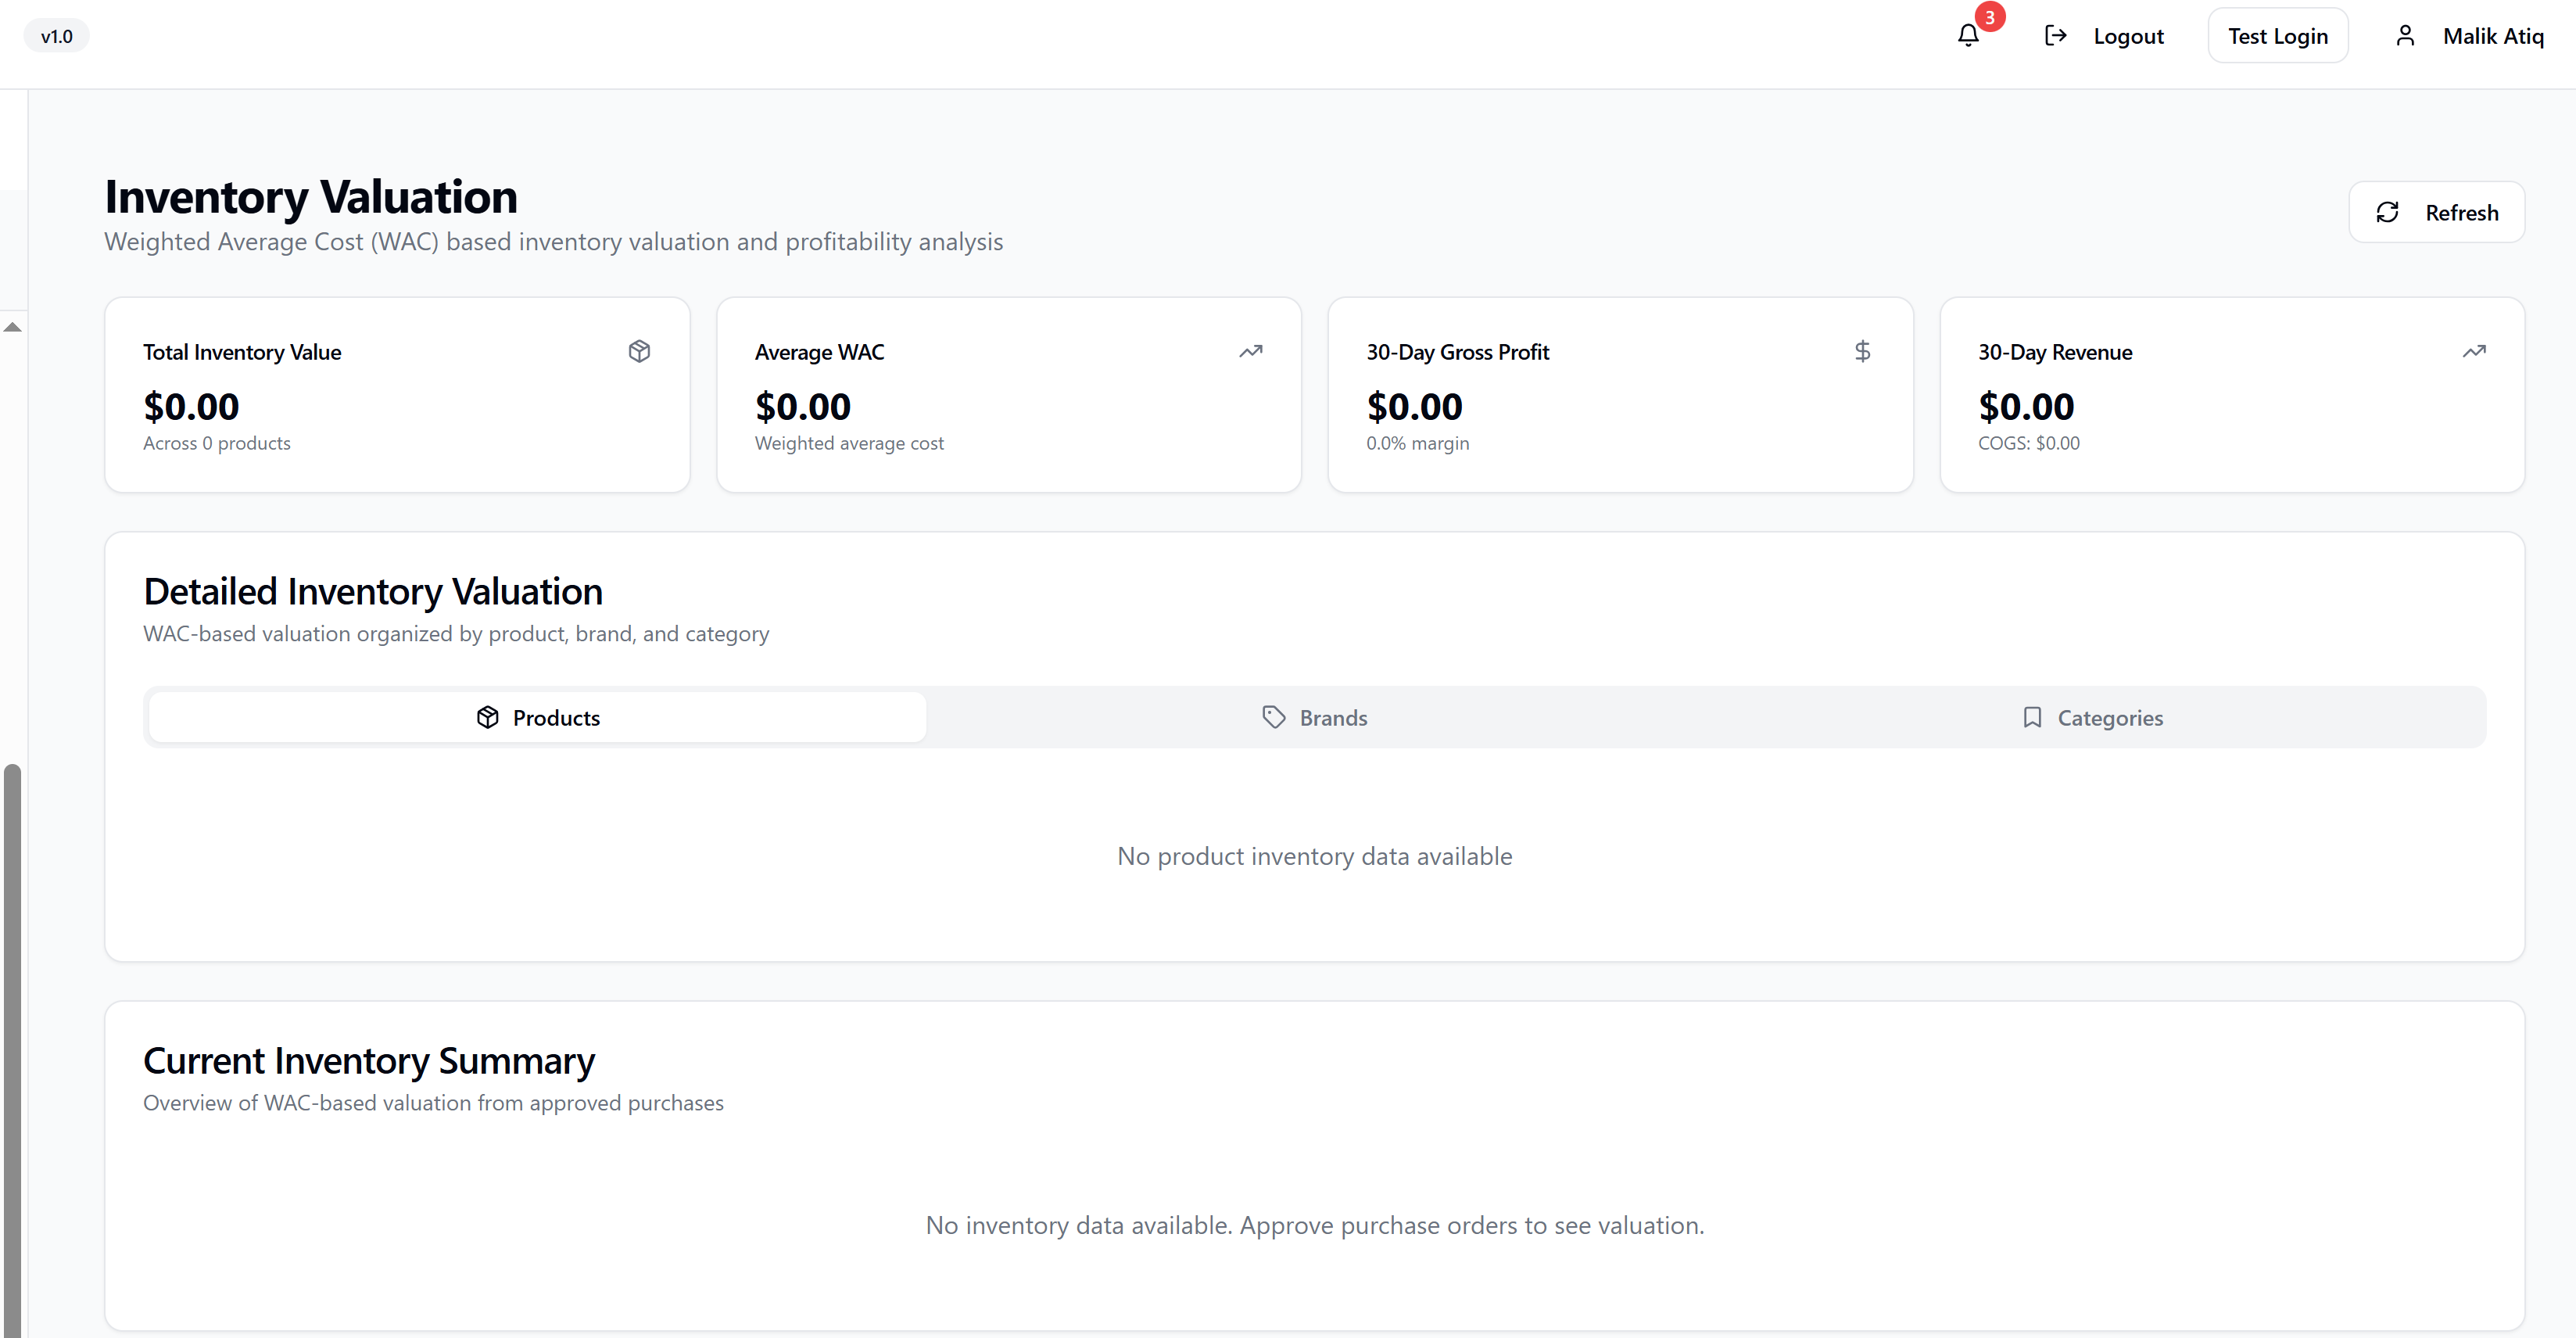 v1.0
3
Logout
Test Login
Malik Atiq
Inventory Valuation
Weighted Average Cost (WAC) based inventory valuation and profitability analysis
Refresh
Total Inventory Value
$0.00
Across 0 products
Average WAC
$0.00
Weighted average cost
30-Day Gross Profit
$0.00
0.0% margin
30-Day Revenue
$0.00
COGS: $0.00
Detailed Inventory Valuation
WAC-based valuation organized by product, brand, and category
Products
Brands
Categories
No product inventory data available
Current Inventory Summary
Overview of WAC-based valuation from approved purchases
No inventory data available. Approve purchase orders to see valuation.